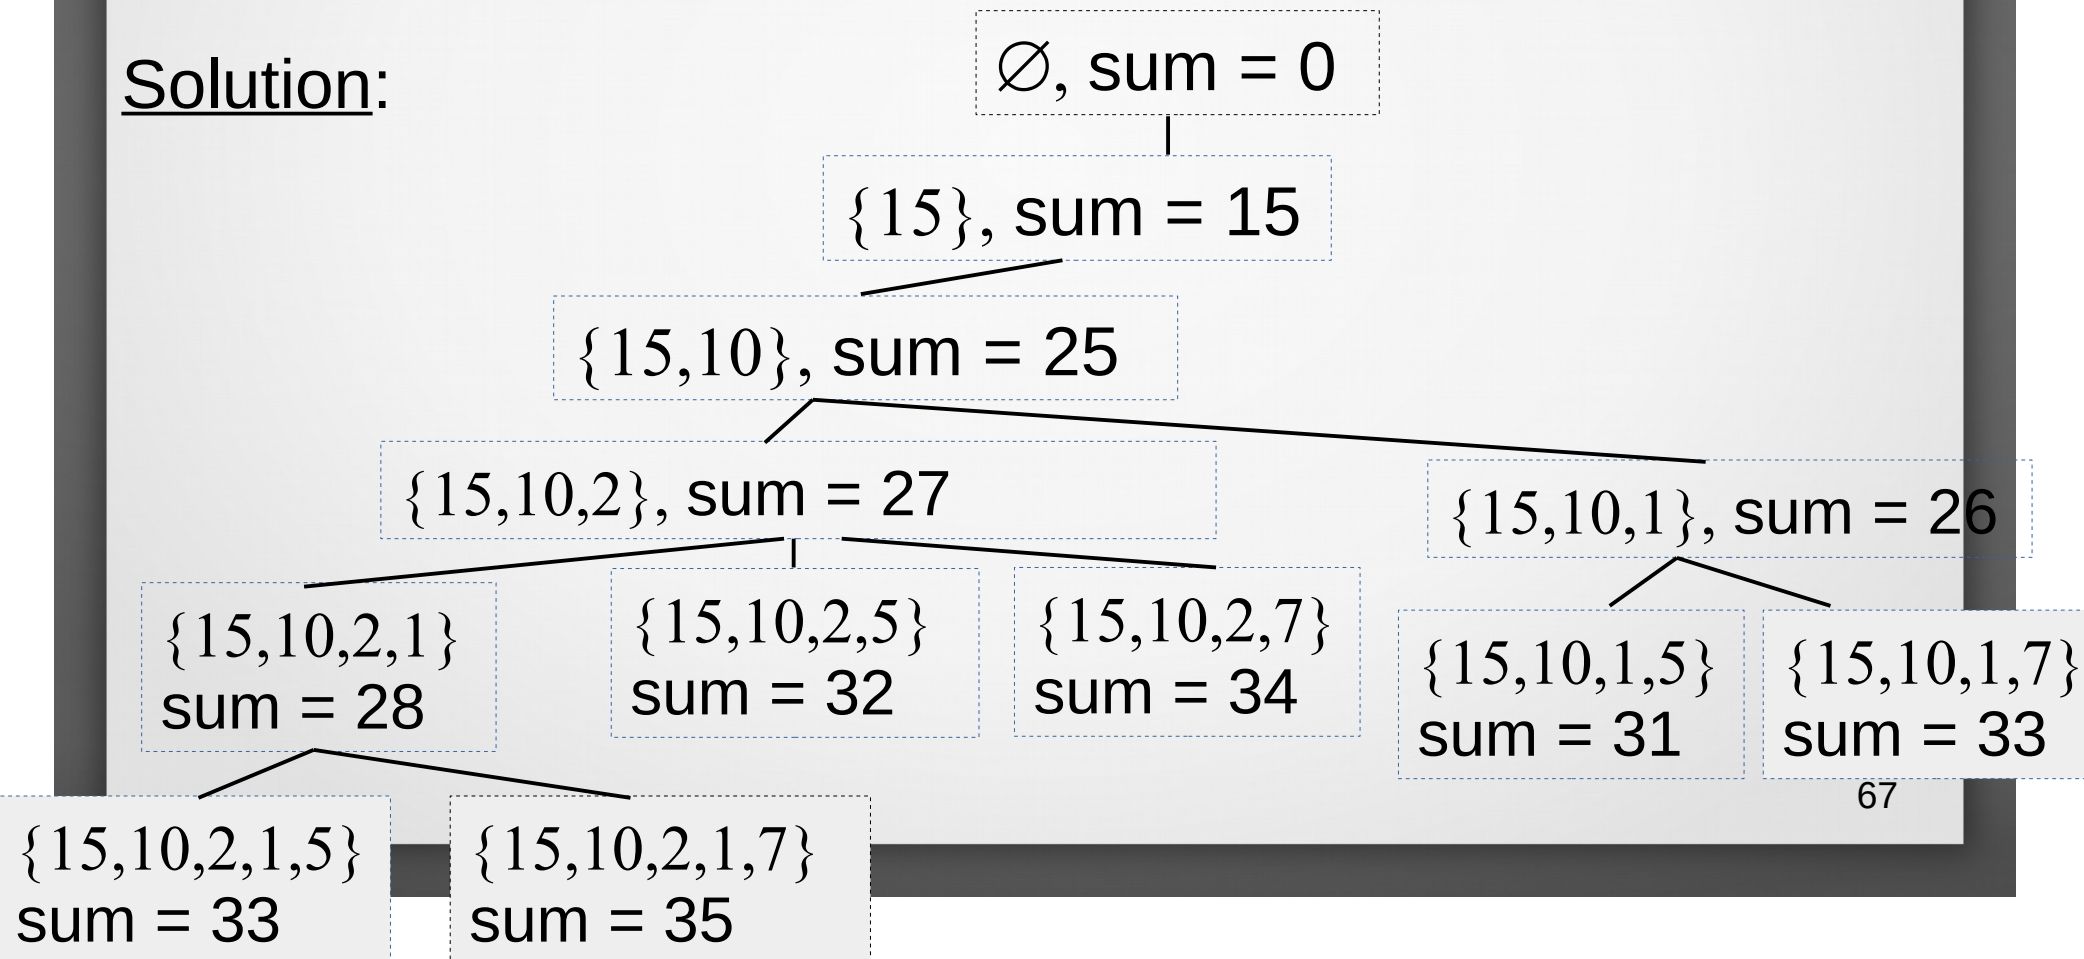 ∅, sum = 0
Solution:
{15}, sum = 15
{15,10}, sum = 25
{15,10,2}, sum = 27
{15,10,1}, sum = 26
{15,10,2,1}
sum = 28
{15,10,2,5}
sum = 32
{15,10,2,7}
sum = 34
{15,10,1,5}
sum = 31
{15,10,1,7}
sum = 33
67
{15,10,2,1,5}
sum = 33
{15,10,2,1,7}
sum = 35